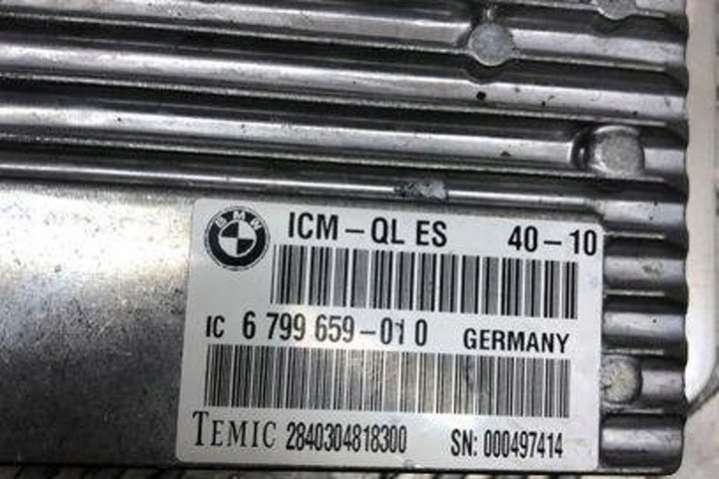 BMW
ICM-QL ES 40-10
IC 6 799 659-01 0 GERMANY
TEMIC 2840304818300 SN: 000497414